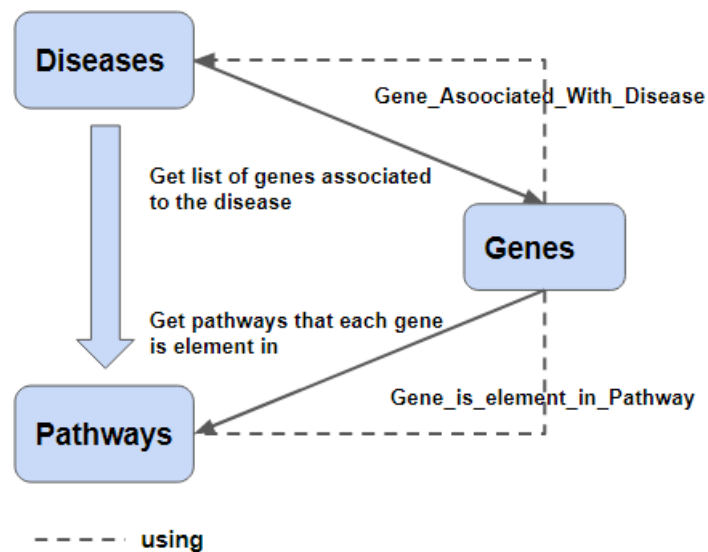 Diseases
Gene_Asoociated_With_Disease
Get list of genes associated
to the disease
Genes
Get pathways that each gene
is element in
Gene_is_element_in_Pathway
Pathways
using